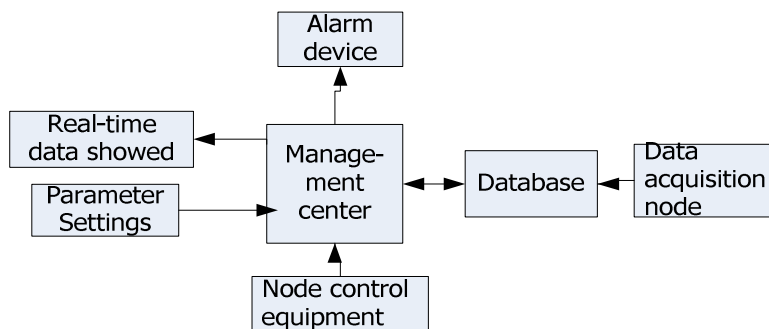 Alarm
device
Real-time
data showed
Manage-
ment
center
Parameter
Settings
Database
Data
acquisition
node
Node control
equipment